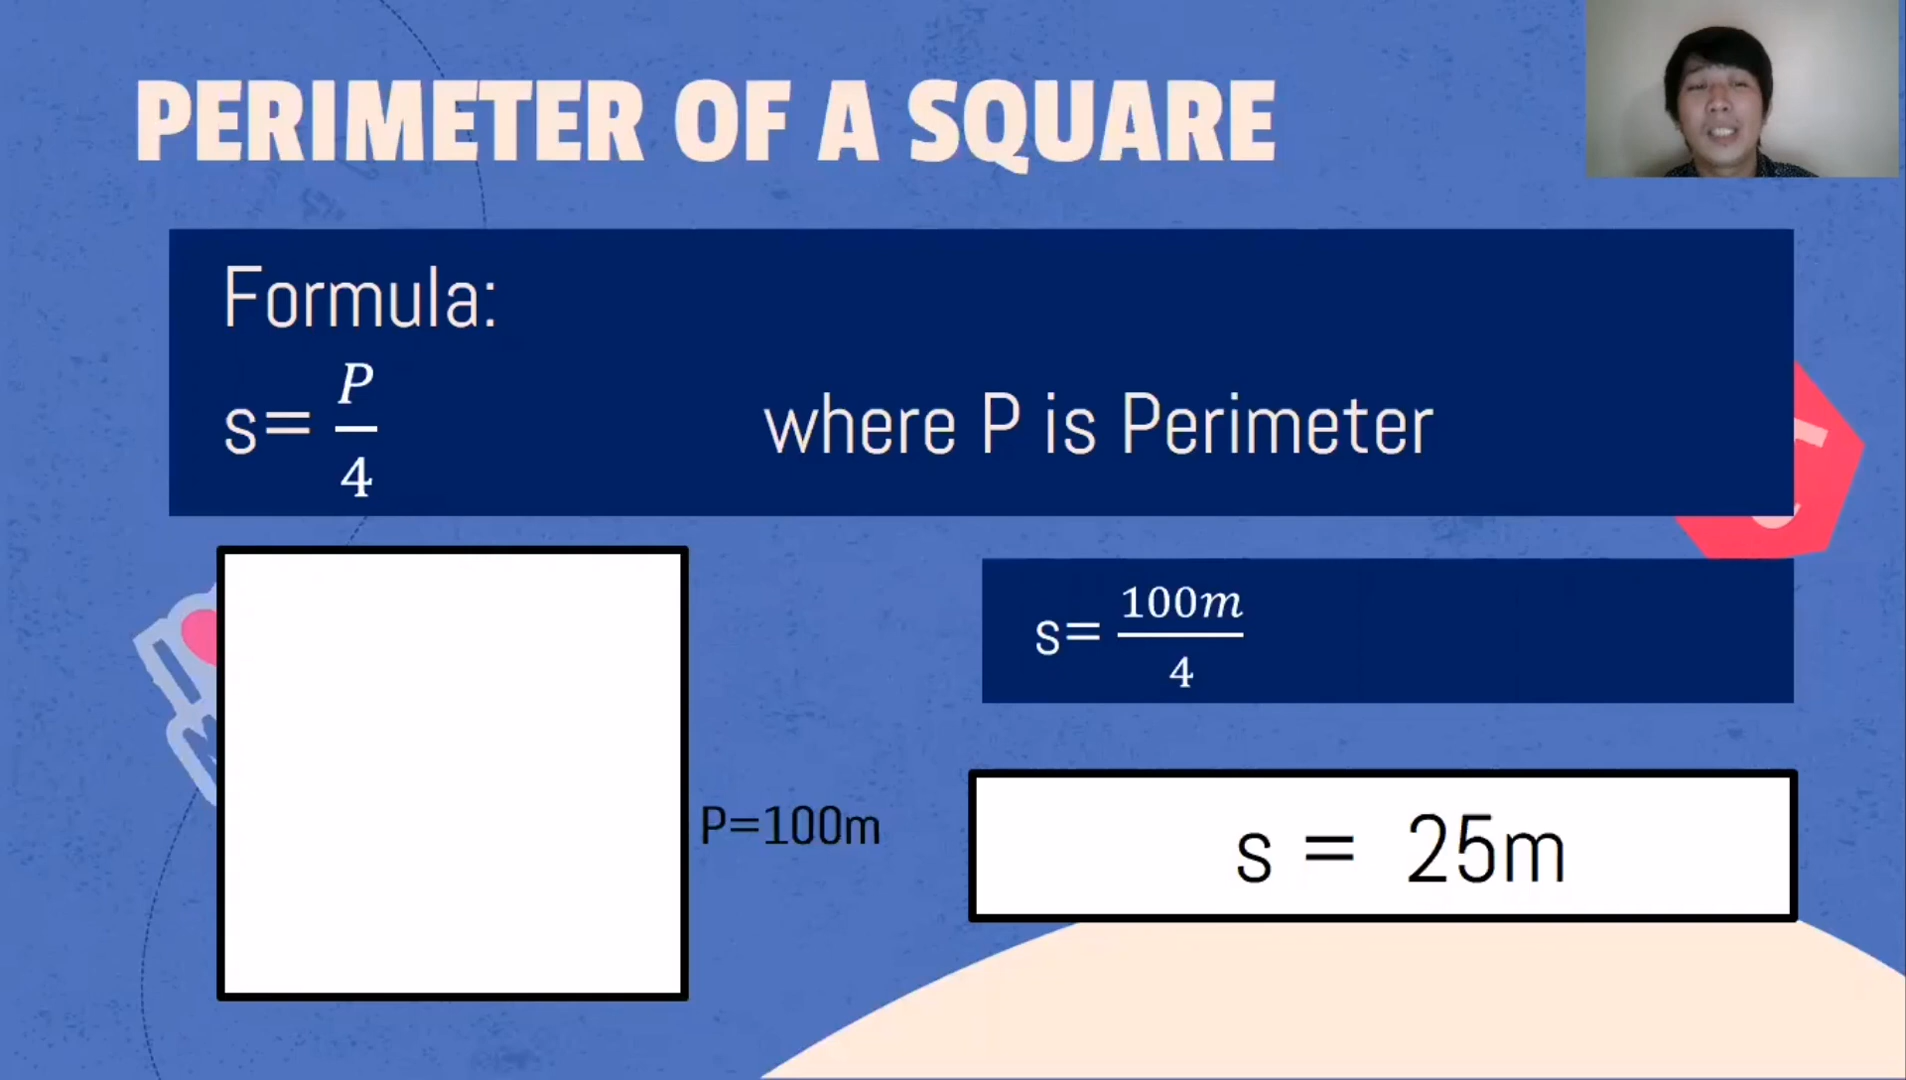 PERIMETER OF A SQUARE
Formula:
s= P/4
where P is Perimeter
s= 100m/4
P=100m
s = 25m